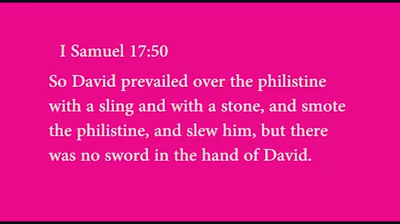 I Samuel 17:50
So David prevailed over the philistine
with a sling and with a stone, and smote
the philistine, and slew him, but there
was no sword in the hand of David.